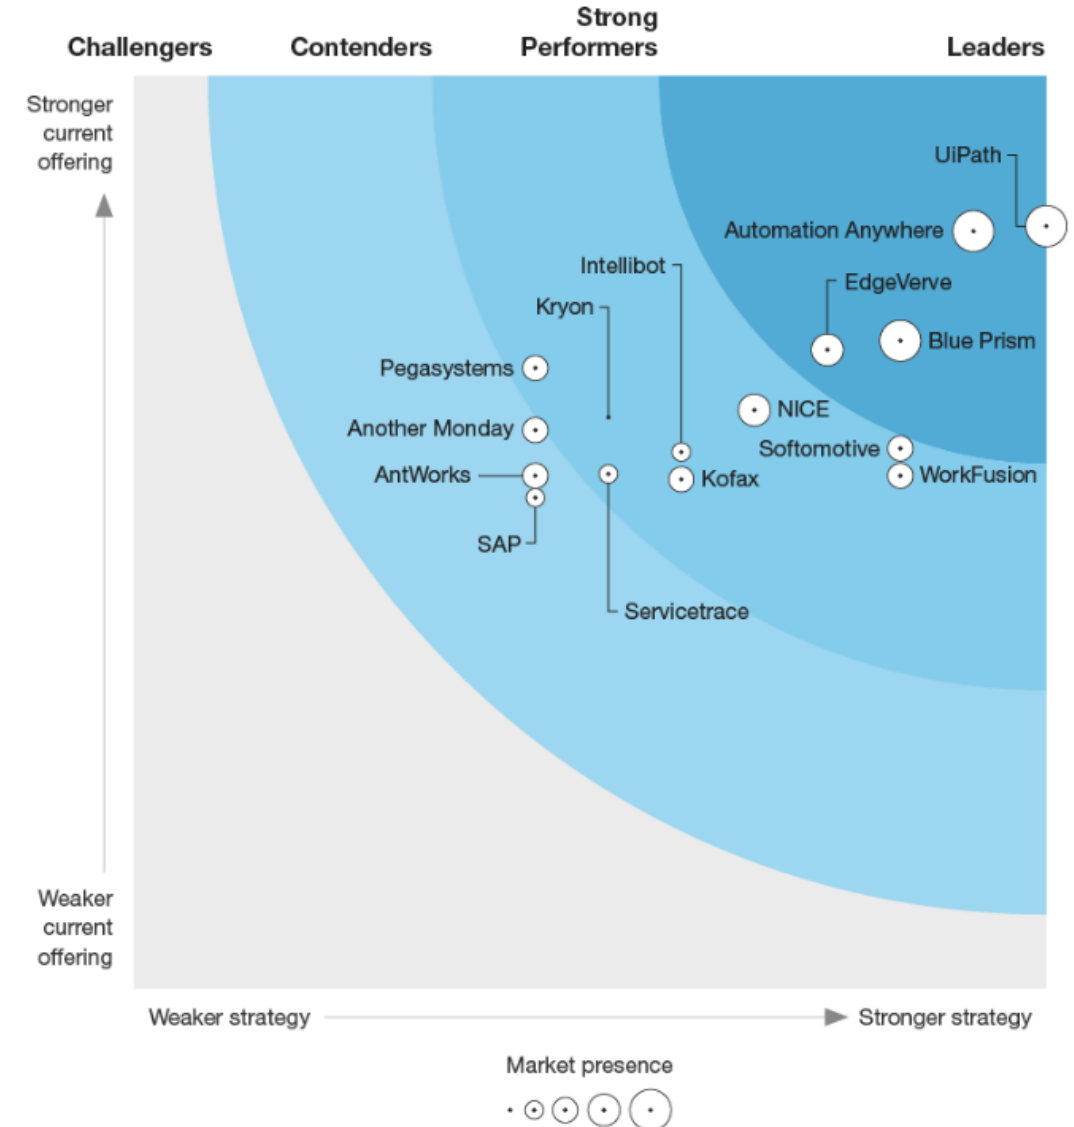 Strong
Challengers Contenders Performers Leaders
Stronger
current
offering
UiPath
Automation Anywhere
Intellibot
EdgeVerve
Kryon
Blue Prism
Pegasystems
NICE
Another Monday
Softomotive
AntWorks
Kofax
WorkFusion
SAP
Servicetrace
Weaker
current
offering
Weaker strategy
Stronger strategy
Market presence